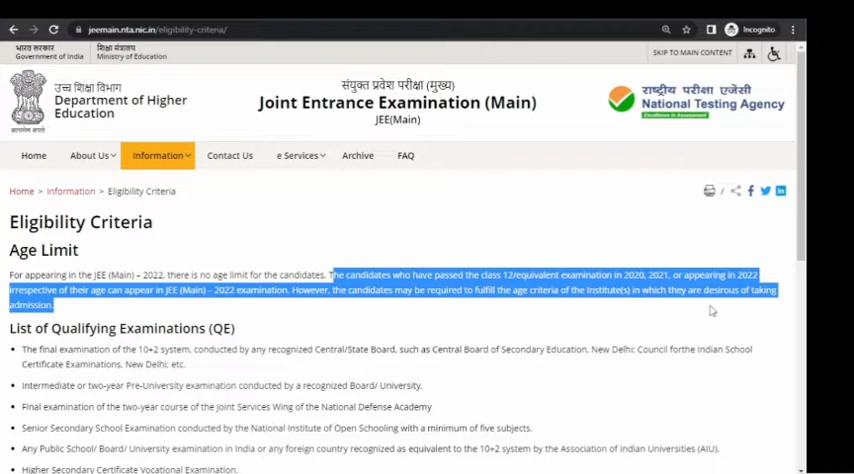 jeemain.nta.nic.in/eligibility-criteria/
Incognito
भारत सरकार
Government of India
शिक्षा मंत्रालय
Ministry of Education
SKIP TO MAIN CONTENT
उच्च शिक्षा विभाग
Department of Higher
Education
सत्यमेव जयते
संयुक्त प्रवेश परीक्षा (मुख्य)
Joint Entrance Examination (Main)
JEE(Main)
राष्ट्रीय परीक्षा एजेंसी
National Testing Agency
Excellence in Assessment
Home
About Us
Information
Contact Us
e Services
Archive
FAQ
Home > Information > Eligibility Criteria
Eligibility Criteria
Age Limit
For appearing in the JEE (Main) – 2022, there is no age limit for the candidates. The candidates who have passed the class 12/equivalent examination in 2020, 2021, or appearing in 2022
irrespective of their age can appear in JEE (Main) – 2022 examination. However, the candidates may be required to fulfill the age criteria of the Institute(s) in which they are desirous of taking
admission.
List of Qualifying Examinations (QE)
The final examination of the 10+2 system, conducted by any recognized Central/State Board, such as Central Board of Secondary Education, New Delhi; Council forthe Indian School
Certificate Examinations, New Delhi; etc.
Intermediate or two-year Pre-University examination conducted by a recognized Board/ University.
Final examination of the two-year course of the Joint Services Wing of the National Defense Academy
Senior Secondary School Examination conducted by the National Institute of Open Schooling with a minimum of five subjects.
Any Public School/ Board/ University examination in India or any foreign country recognized as equivalent to the 10+2 system by the Association of Indian Universities (AIU).
Higher Secondary Certificate Vocational Examination.